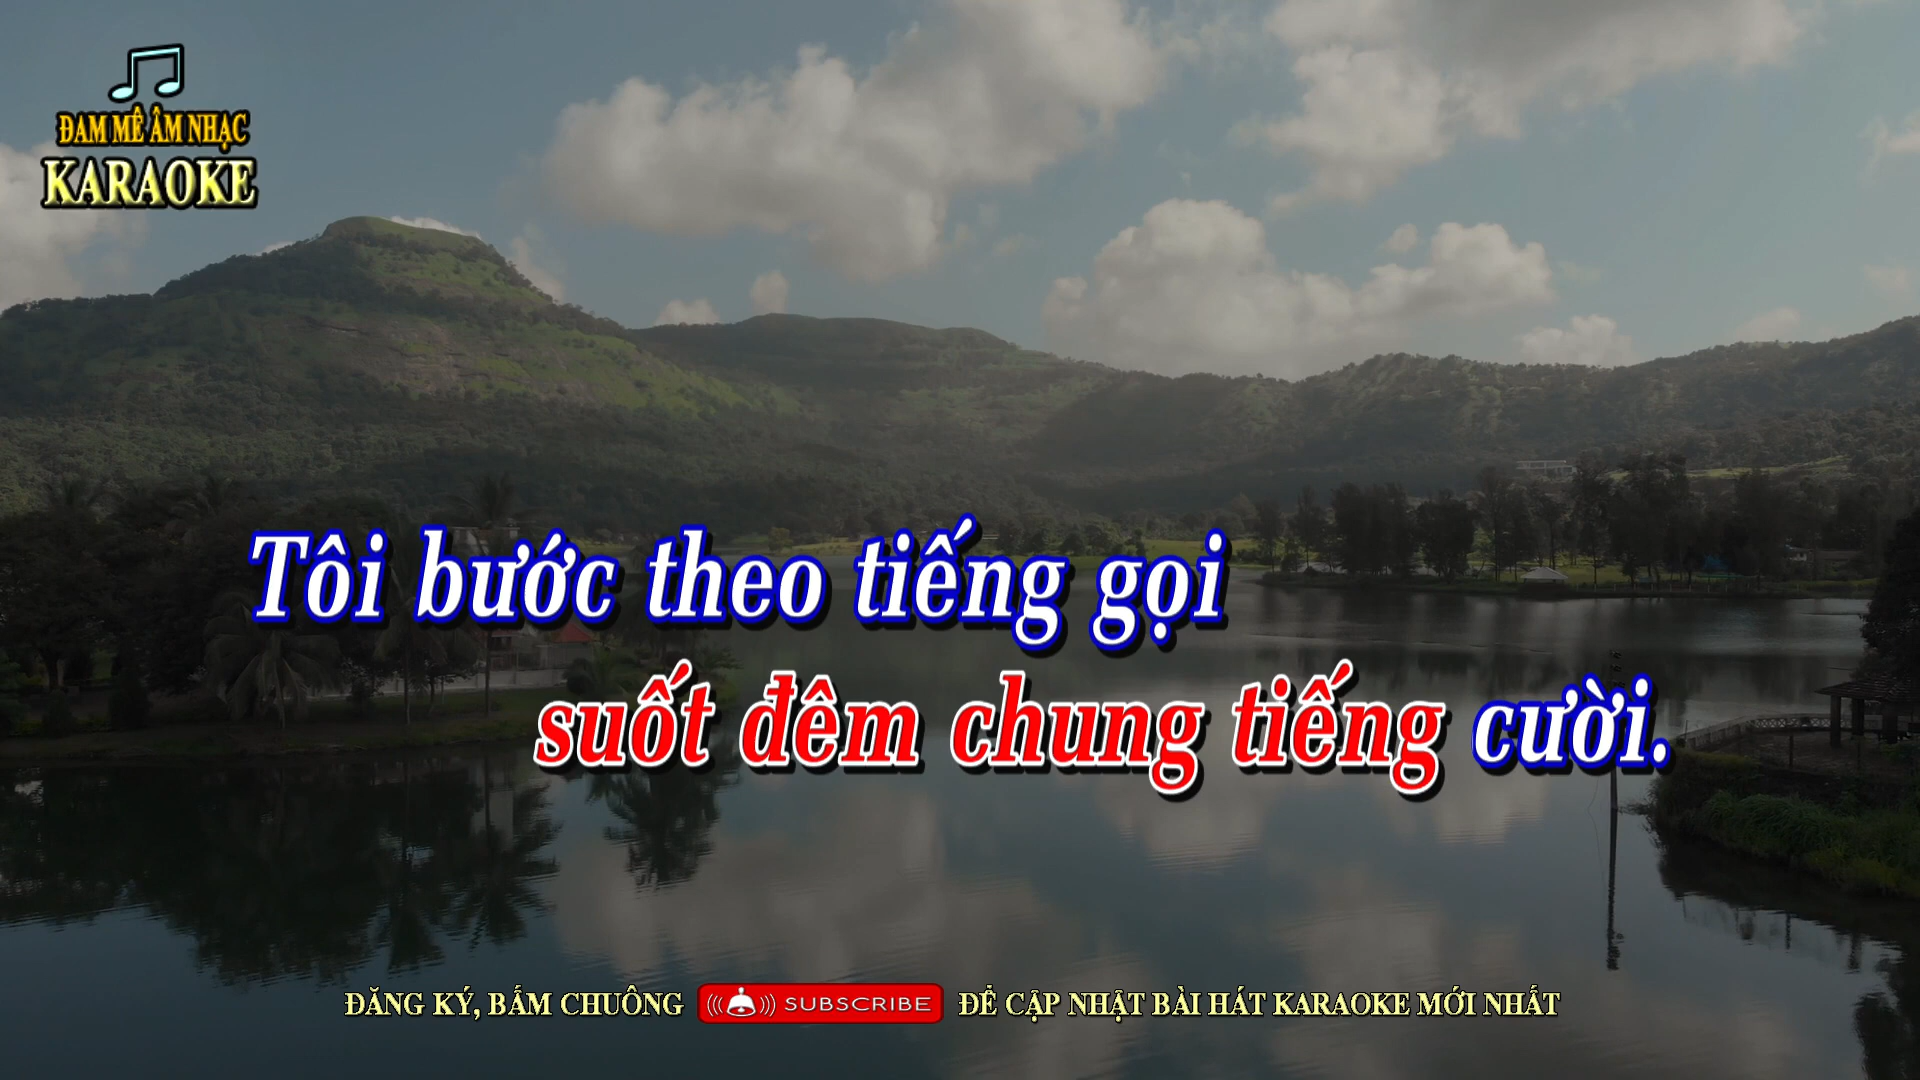 ĐAM MÊ ÂM NHẠC
KARAOKE
Tôi bước theo tiếng gọi
suốt đêm chung tiếng cười.
ĐĂNG KÝ, BẤM CHUÔNG SUBSCRIBE ĐỂ CẬP NHẬT BÀI HÁT KARAOKE MỚI NHẤT